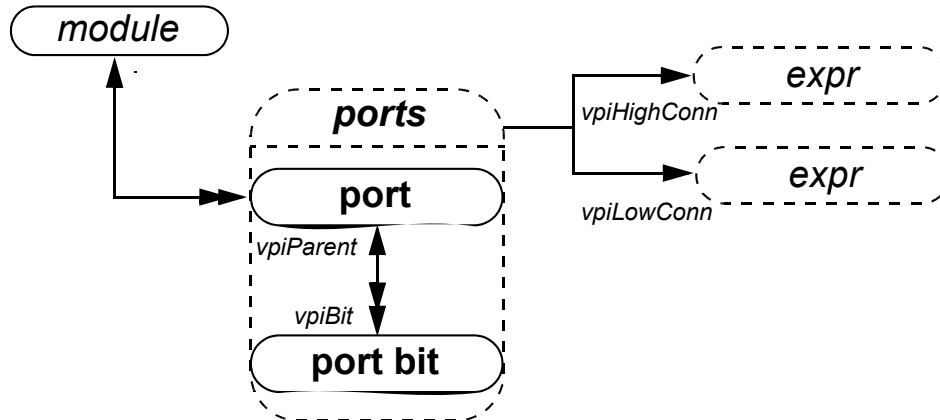 module
expr
ports
vpiHighConn
port
expr
vpiLowConn
vpiParent
vpiBit
port bit